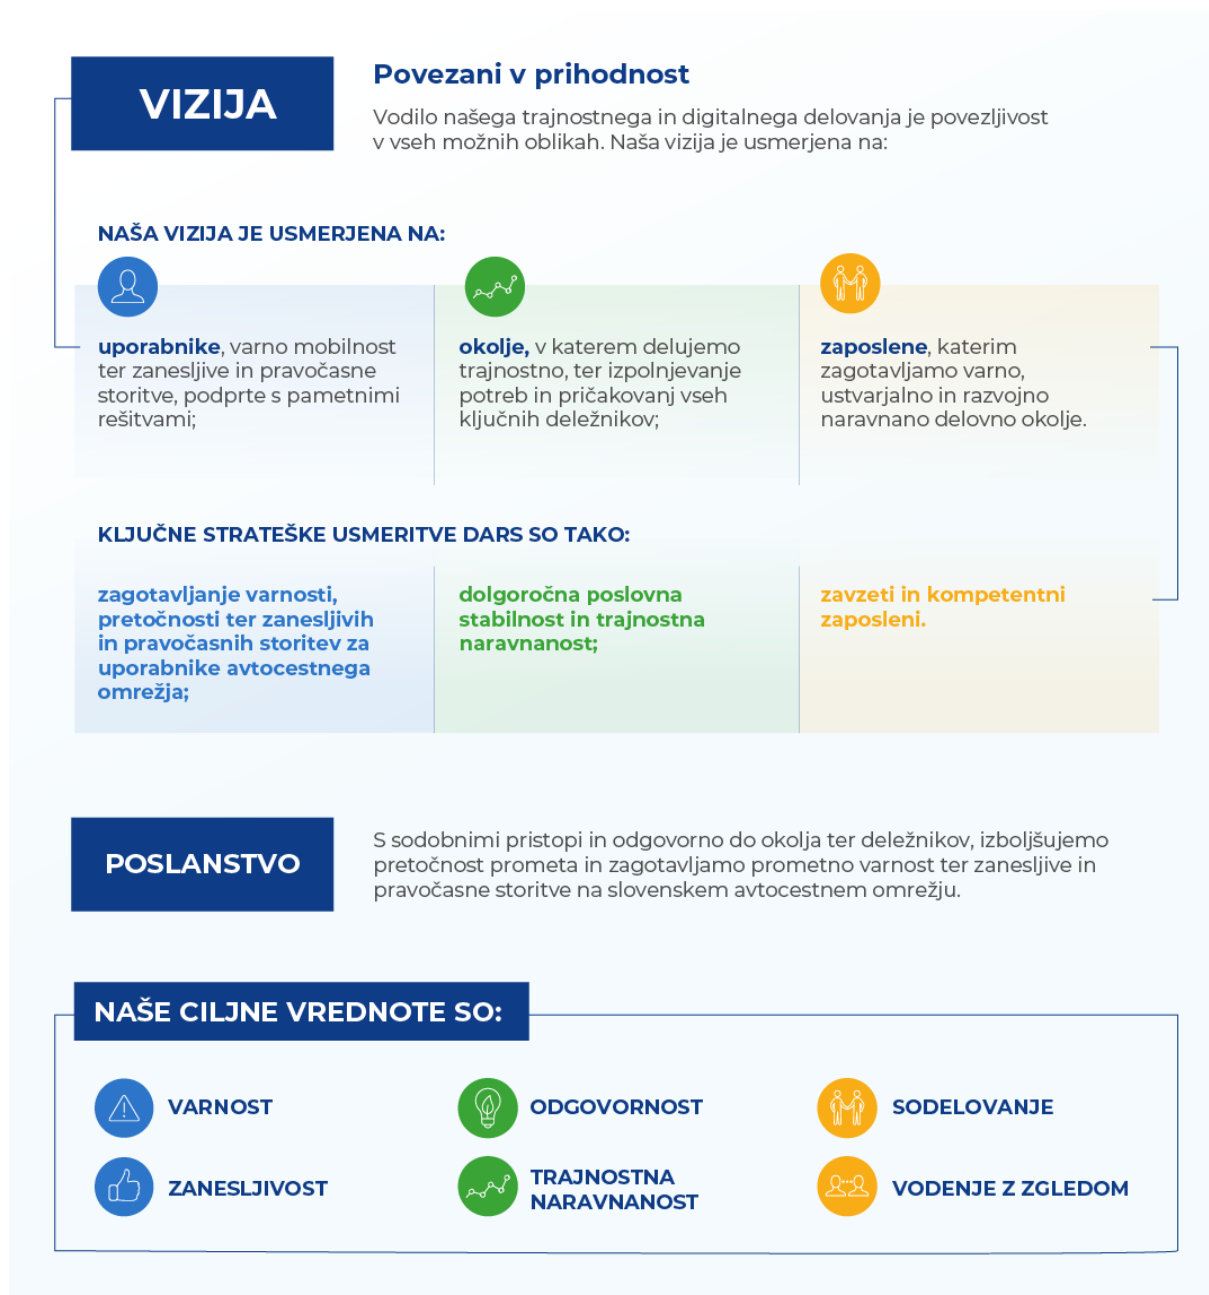 VIZIJA
Povezani v prihodnost
Vodilo našega trajnostnega in digitalnega delovanja je povezljivost
v vseh možnih oblikah. Naša vizija je usmerjena na:
NAŠA VIZIJA JE USMERJENA NA:
uporabnike, varno mobilnost
ter zanesljive in pravočasne
storitve, podprte s pametnimi
rešitvami;
okolje, v katerem delujemo
trajnostno, ter izpolnjevanje
potreb in pričakovanj vseh
ključnih deležnikov;
zaposlene, katerim
zagotavljamo varno,
ustvarjalno in razvojno
naravnano delovno okolje.
KLJUČNE STRATEŠKE USMERITVE DARS SO TAKO:
zagotavljanje varnosti,
pretočnosti ter zanesljivih
in pravočasnih storitev za
uporabnike avtocestnega
omrežja;
dolgoročna poslovna
stabilnost in trajnostna
naravnanost;
zavzeti in kompetentni
zaposleni.
POSLANSTVO
S sodobnimi pristopi in odgovorno do okolja ter deležnikov, izboljšujemo
pretočnost prometa in zagotavljamo prometno varnost ter zanesljive in
pravočasne storitve na slovenskem avtocestnem omrežju.
NAŠE CILJNE VREDNOTE SO:
VARNOST
ODGOVORNOST
SODELOVANJE
ZANESLJIVOST
TRAJNOSTNA
NARAVNANOST
VODENJE Z ZGLEDOM